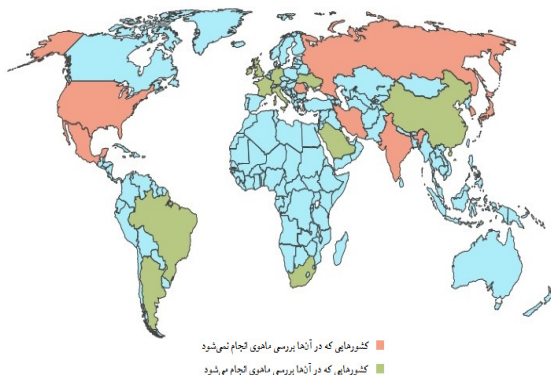 کشورهایی که در آن‌ها بررسی ماهوی انجام نمی‌شود
کشورهایی که در آن‌ها بررسی ماهوی انجام می‌شود